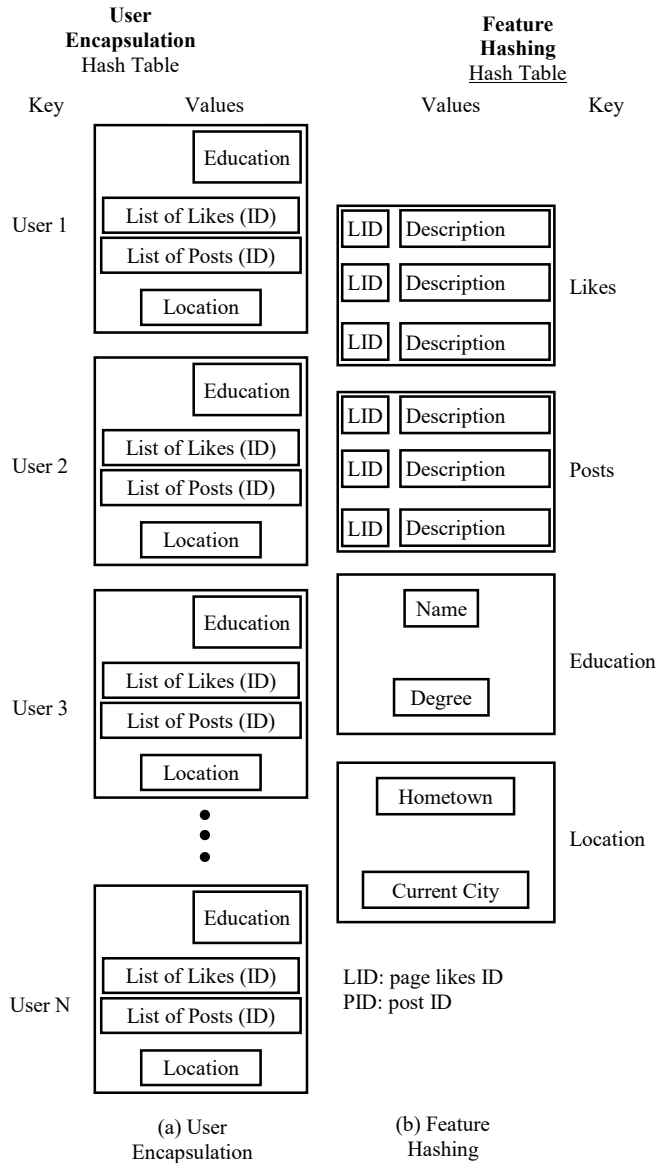 User
Encapsulation
Hash Table
Key
Values
User 1
Education
List of Likes (ID)
List of Posts (ID)
Location
User 2
Education
List of Likes (ID)
List of Posts (ID)
Location
User 3
Education
List of Likes (ID)
List of Posts (ID)
Location
User N
Education
List of Likes (ID)
List of Posts (ID)
Location
(a) User
Encapsulation
Feature
Hashing
Hash Table
Values
Key
LID Description
LID Description
LID Description
Likes
LID Description
LID Description
LID Description
Posts
Name
Degree
Education
Hometown
Current City
Location
LID: page likes ID
PID: post ID
(b) Feature
Hashing